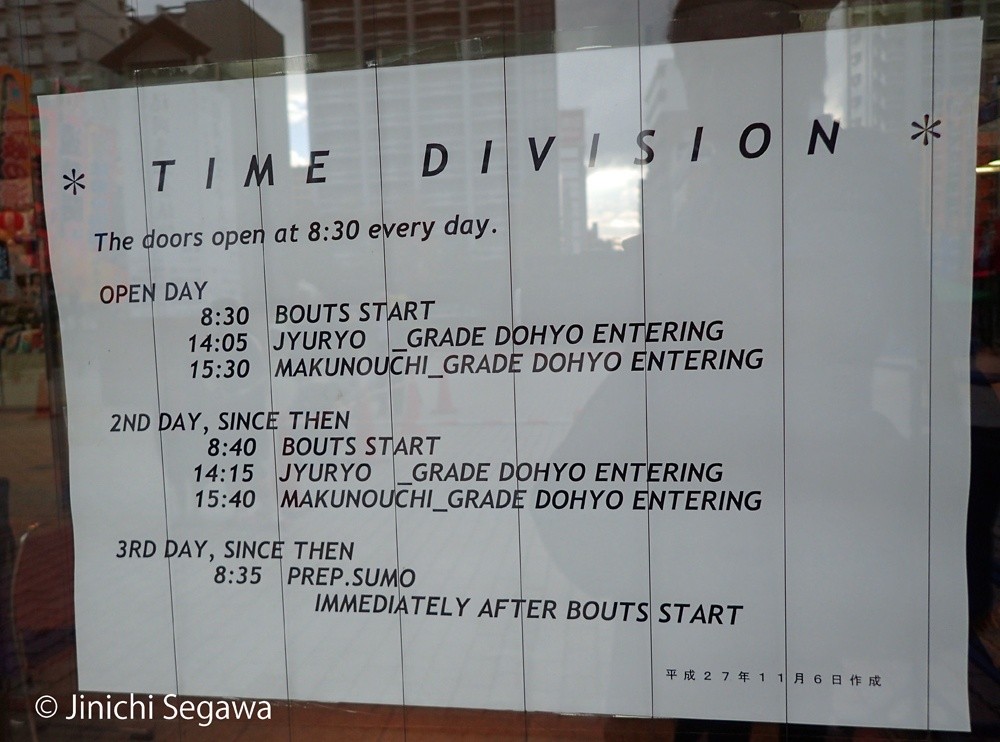 * TIME DIVISION *
The doors open at 8:30 every day.
OPEN DAY
8:30 BOUTS START
14:05 JYURYO _GRADE DOHYO ENTERING
15:30 MAKUNOUCHI_GRADE DOHYO ENTERING
2ND DAY, SINCE THEN
8:40 BOUTS START
14:15 JYURYO _GRADE DOHYO ENTERING
15:40 MAKUNOUCHI_GRADE DOHYO ENTERING
3RD DAY, SINCE THEN
8:35 PREP.SUMO
IMMEDIATELY AFTER BOUTS START
平成27年11月6日作成
© Jinichi Segawa